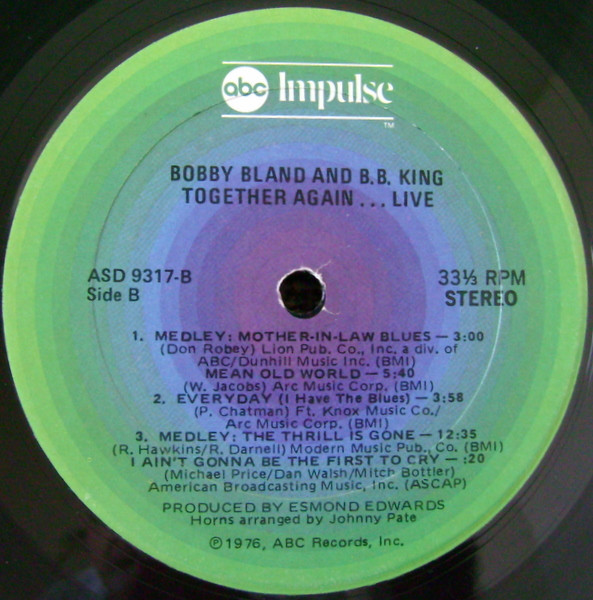 abc Impulse
TM
BOBBY BLAND AND B.B. KING
TOGETHER AGAIN . . . LIVE
ASD 9317-B
Side B
33⅓ RPM
STEREO
1. MEDLEY: MOTHER-IN-LAW BLUES — 3:00
(Don Robey) Lion Pub. Co., Inc. a div. of
ABC/Dunhill Music Inc. (BMI)
MEAN OLD WORLD — 5:40
(W. Jacobs) Arc Music Corp. (BMI)
2. EVERYDAY (I Have The Blues) — 3:58
(P. Chatman) Ft. Knox Music Co./
Arc Music Corp. (BMI)
3. MEDLEY: THE THRILL IS GONE — 12:35
(R. Hawkins/R. Darnell) Modern Music Pub., Co. (BMI)
I AIN'T GONNA BE THE FIRST TO CRY — :20
(Michael Price/Dan Walsh/Mitch Bottler)
American Broadcasting Music, Inc. (ASCAP)
PRODUCED BY ESMOND EDWARDS
Horns arranged by Johnny Pate
℗ 1976, ABC Records, Inc.